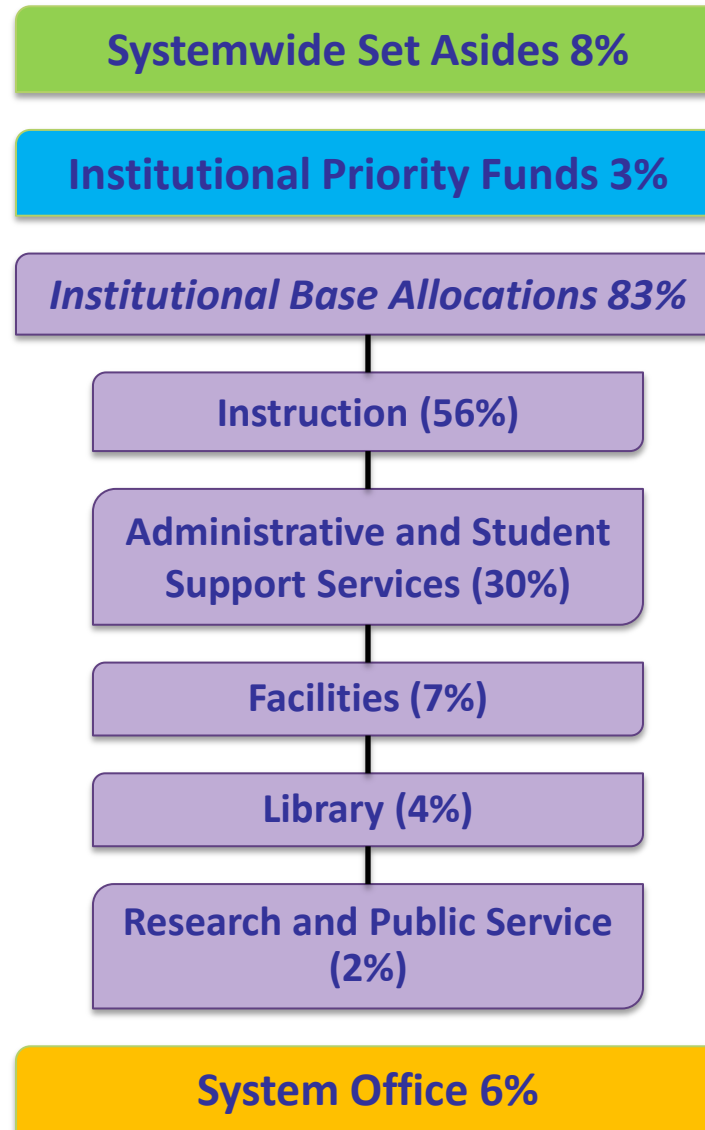 Systemwide Set Asides 8%
Institutional Priority Funds 3%
Institutional Base Allocations 83%
Instruction (56%)
Administrative and Student
Support Services (30%)
Facilities (7%)
Library (4%)
Research and Public Service
(2%)
System Office 6%